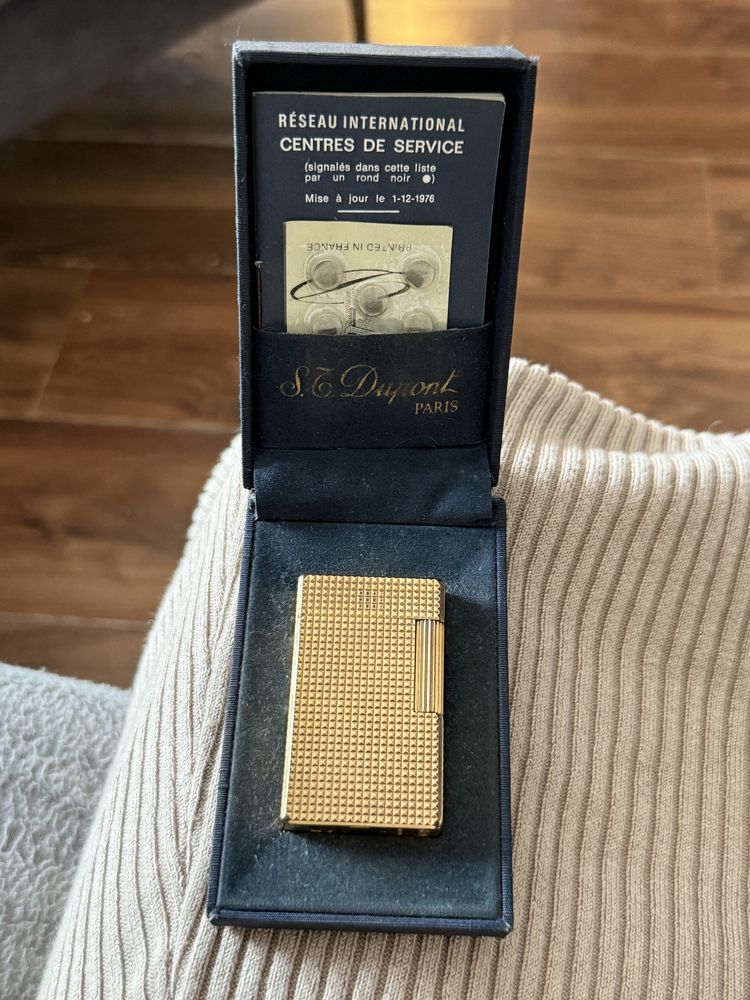 RÉSEAU INTERNATIONAL
CENTRES DE SERVICE
(signalés dans cette liste
par un rond noir ●)
Mise à jour le 1-12-1976
PRINTED IN FRANCE
S.T. Dupont
PARIS